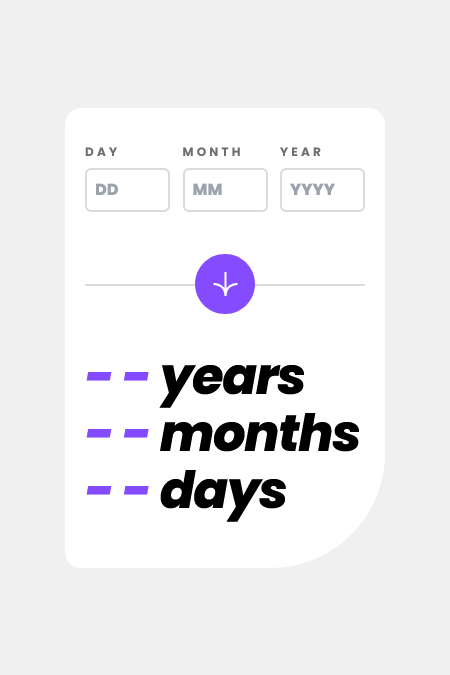 DAY MONTH YEAR
DD MM YYYY
-- years
-- months
-- days